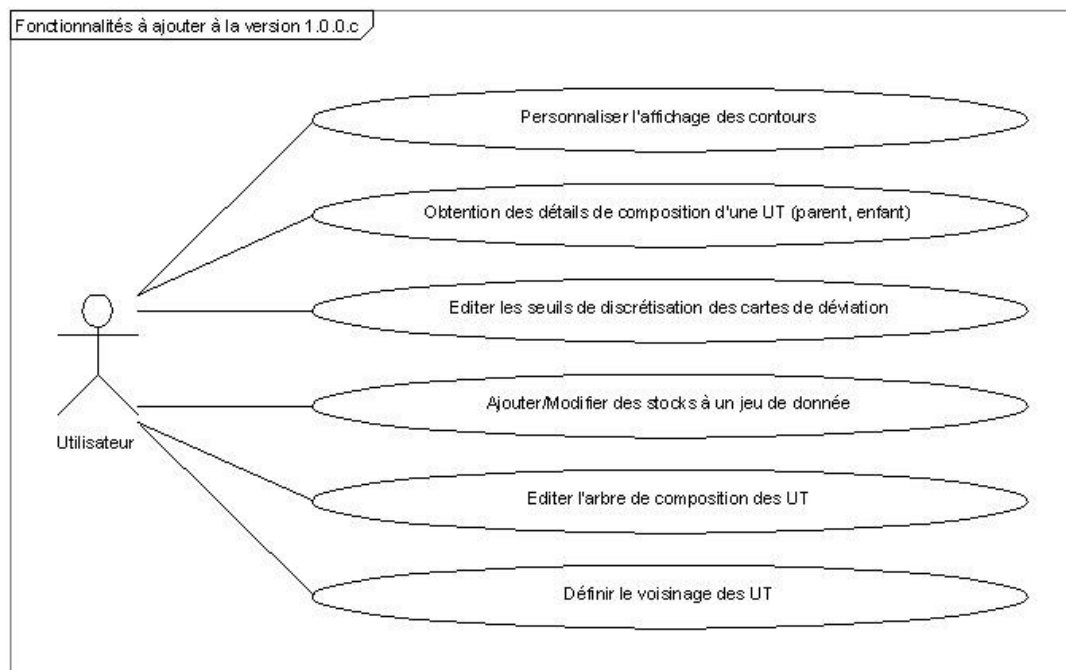 Fonctionnalités à ajouter à la version 1.0.0.c
Personnaliser l'affichage des contours
Obtention des détails de composition d'une UT (parent, enfant)
Editer les seuils de discrétisation des cartes de déviation
Ajouter/Modifier des stocks à un jeu de donnée
Utilisateur
Editer l'arbre de composition des UT
Définir le voisinage des UT